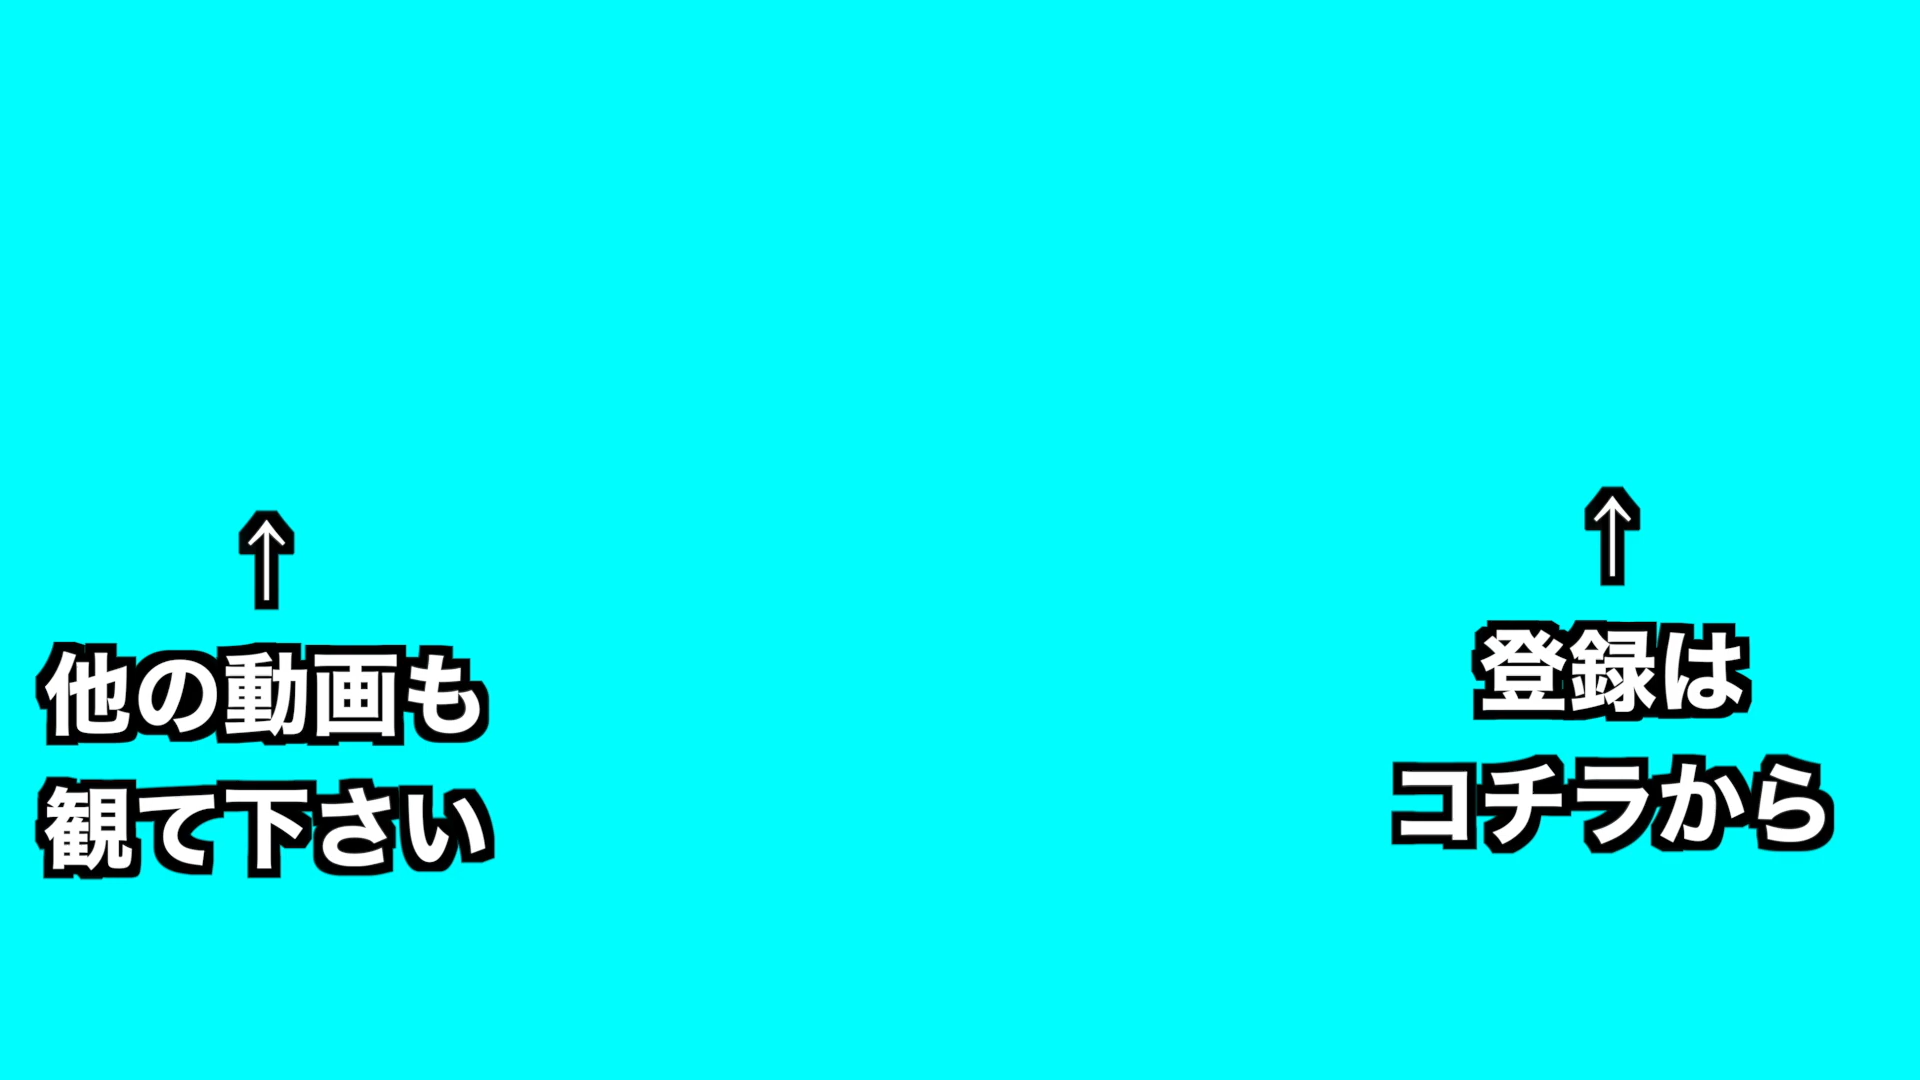 ↑
他の動画も
観て下さい
↑
登録は
コチラから